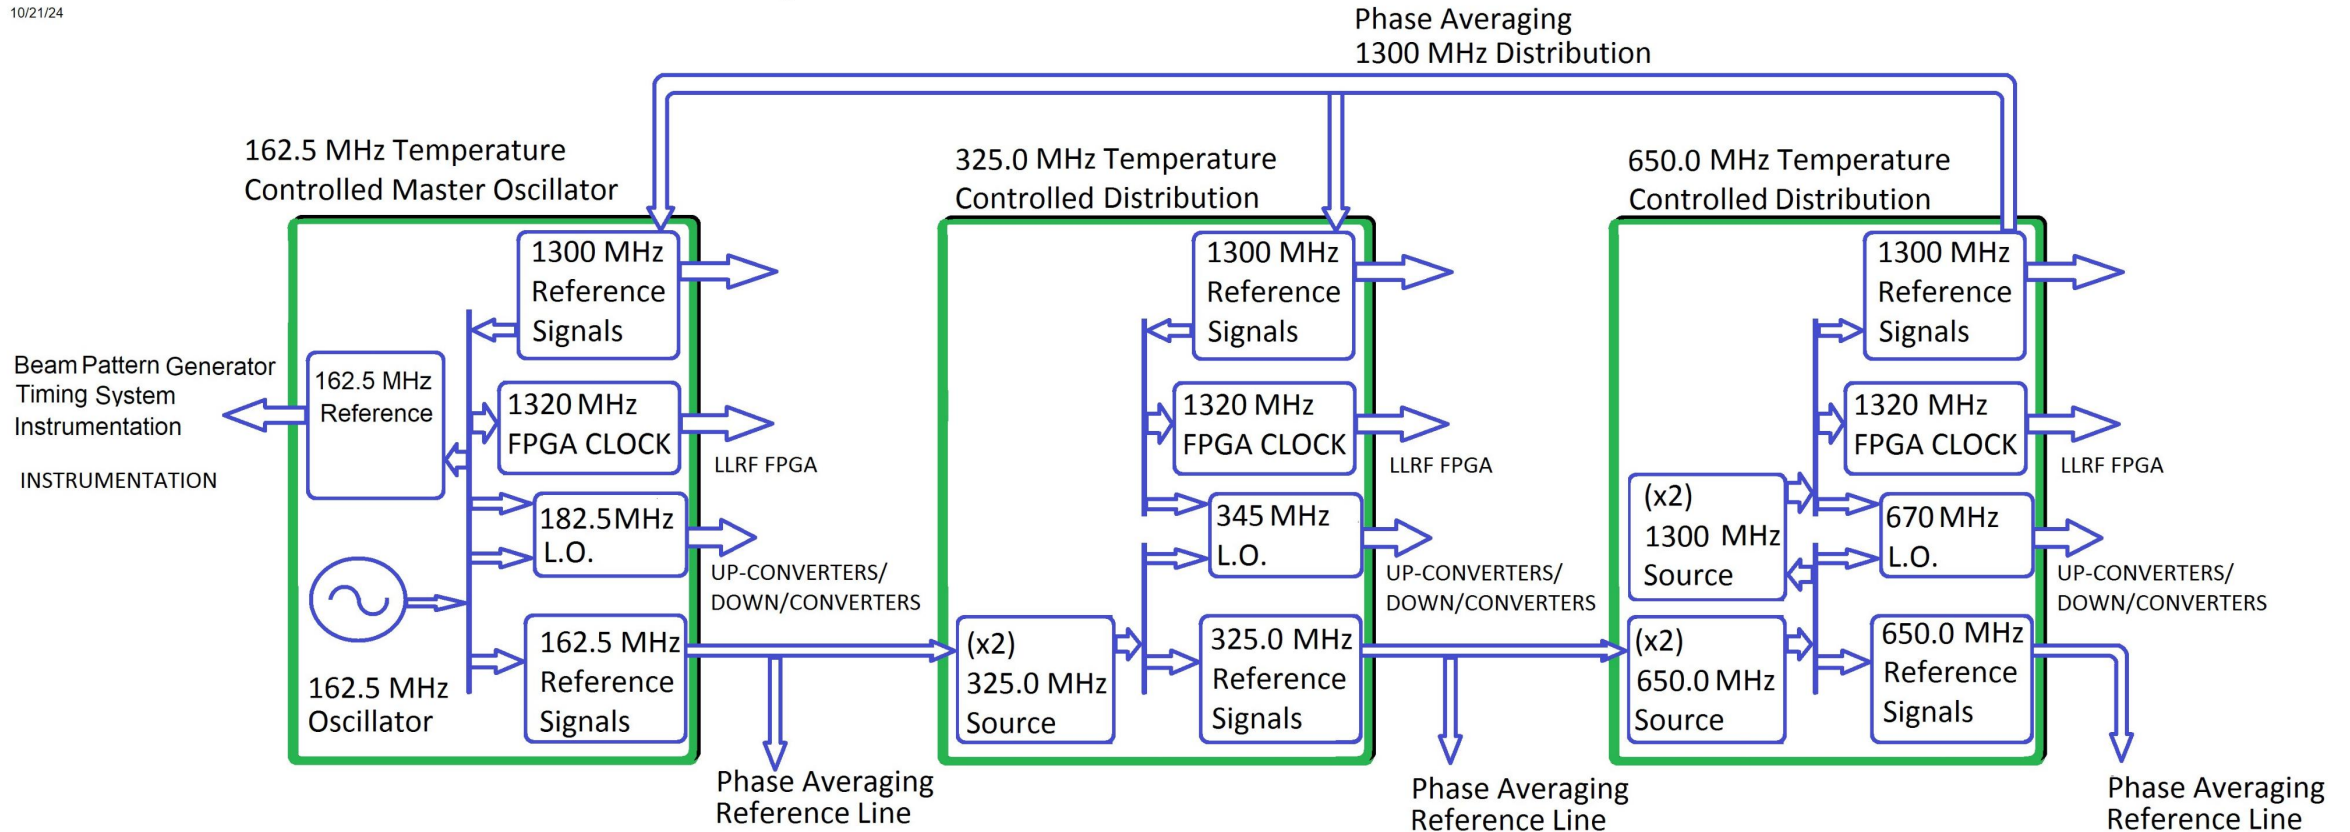 10/21/24
Phase Averaging
1300 MHz Distribution
162.5 MHz Temperature
Controlled Master Oscillator
325.0 MHz Temperature
Controlled Distribution
650.0 MHz Temperature
Controlled Distribution
Beam Pattern Generator
Timing System
Instrumentation
INSTRUMENTATION
162.5 MHz
Reference
1300 MHz
Reference
Signals
1320 MHz
FPGA CLOCK
LLRF FPGA
182.5MHz
L.O.
UP-CONVERTERS/
DOWN/CONVERTERS
162.5 MHz
Oscillator
162.5 MHz
Reference
Signals
Phase Averaging
Reference Line
1300 MHz
Reference
Signals
1320 MHz
FPGA CLOCK
LLRF FPGA
345 MHz
L.O.
UP-CONVERTERS/
DOWN/CONVERTERS
(x2)
325.0 MHz
Source
325.0 MHz
Reference
Signals
Phase Averaging
Reference Line
1300 MHz
Reference
Signals
1320 MHz
FPGA CLOCK
LLRF FPGA
(x2)
1300 MHz
Source
670 MHz
L.O.
UP-CONVERTERS/
DOWN/CONVERTERS
(x2)
650.0 MHz
Source
650.0 MHz
Reference
Signals
Phase Averaging
Reference Line